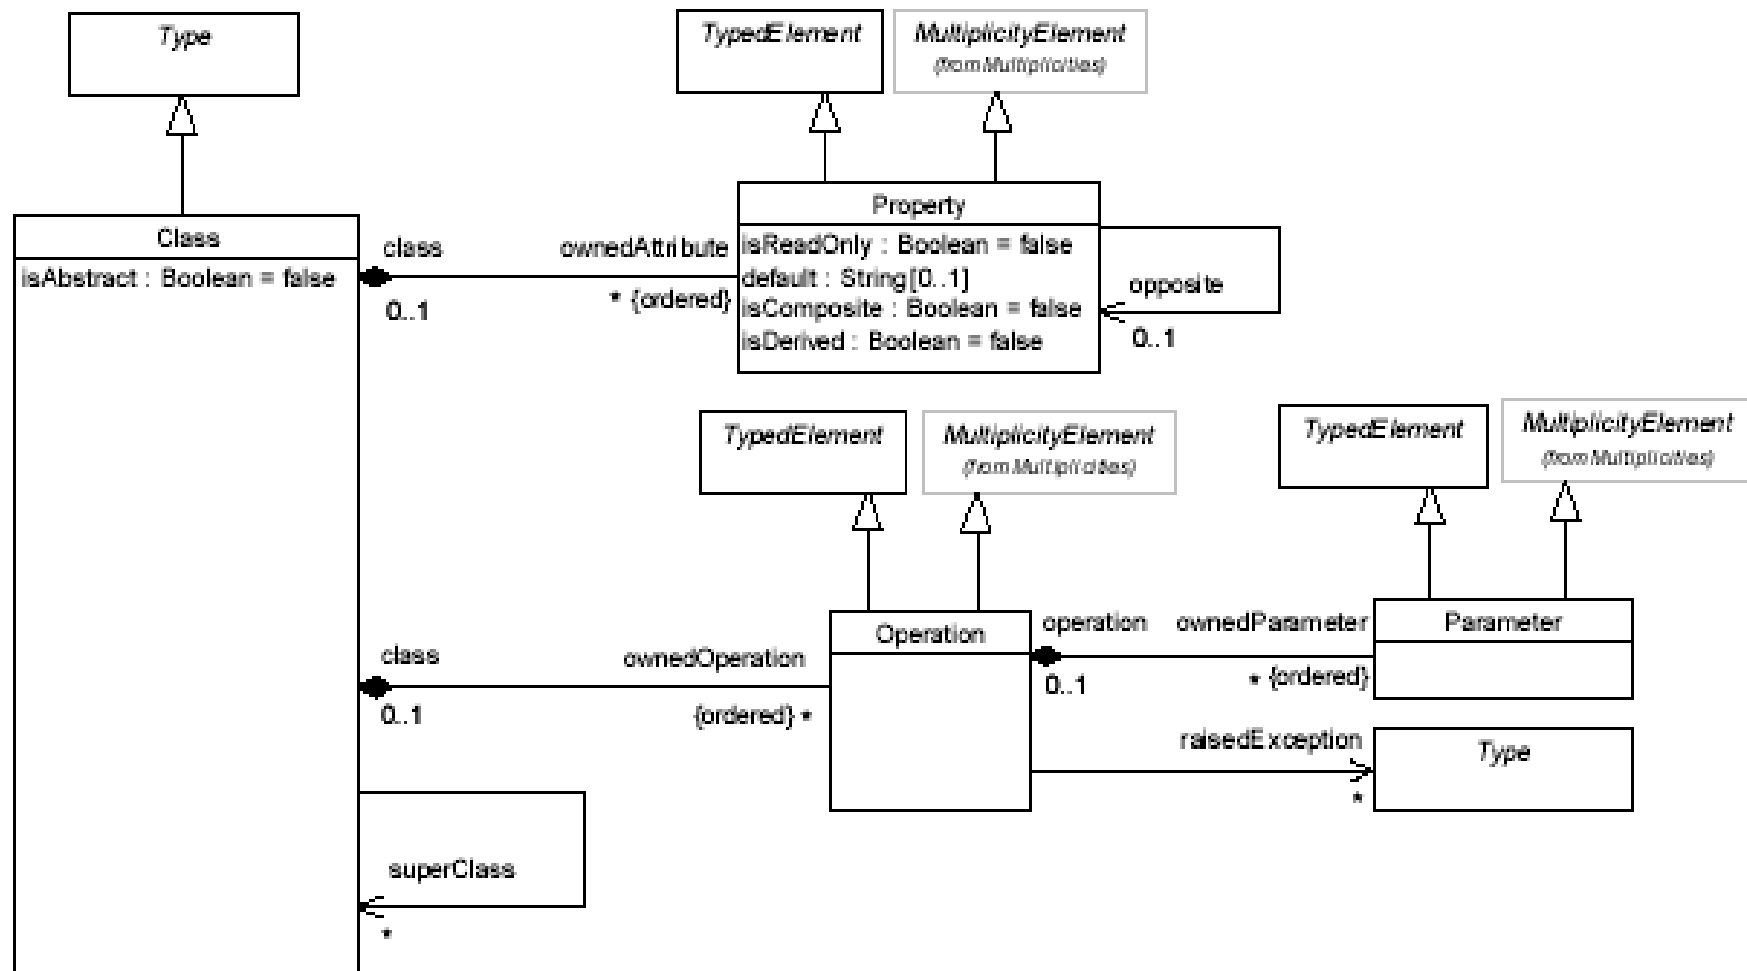 Type
TypedElement
MultiplicityElement
(from Multiplicities)
Class
isAbstract : Boolean = false
class
0..1
ownedAttribute
* {ordered}
Property
isReadOnly : Boolean = false
default : String[0..1]
isComposite : Boolean = false
isDerived : Boolean = false
opposite
0..1
TypedElement
MultiplicityElement
(from Multiplicities)
TypedElement
MultiplicityElement
(from Multiplicities)
class
0..1
ownedOperation
{ordered} *
Operation
operation
0..1
ownedParameter
* {ordered}
Parameter
raisedException
*
Type
superClass
*